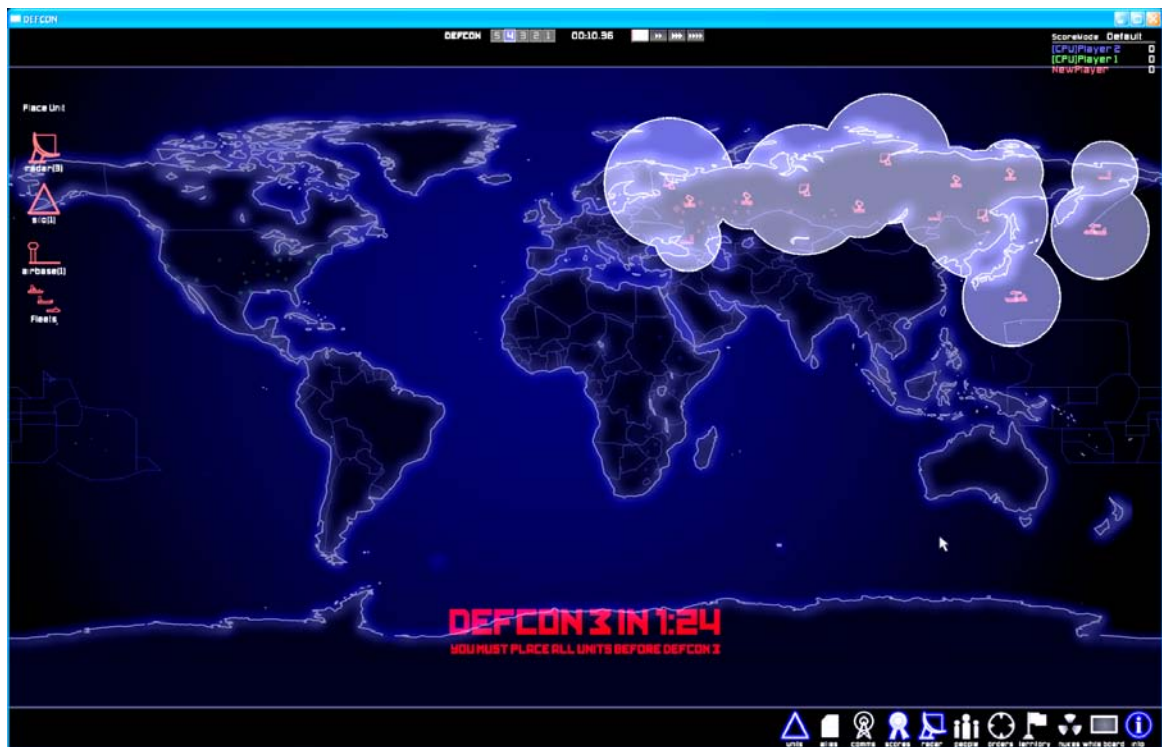 DEFCON
DEFCON 5 4 3 2 1 00:10.36
ScoreMode Default
[CPU]Player 2 0
[CPU]Player 1 0
NewPlayer 0
Place Unit
radar(3)
silo(1)
airbase(1)
Fleets
DEFCON 3 IN 1:24
YOU MUST PLACE ALL UNITS BEFORE DEFCON 3
units allies comms scores radar people orders territory nukes white board info